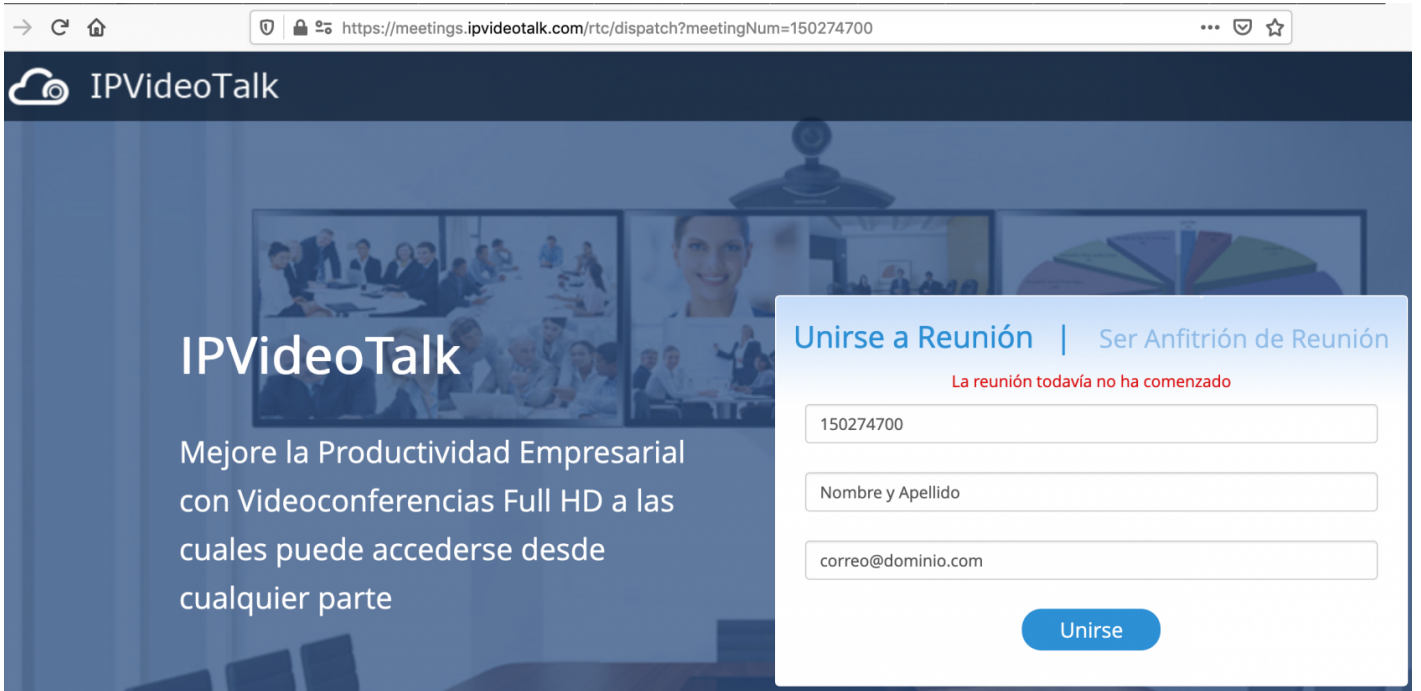 https://meetings.ipvideotalk.com/rtc/dispatch?meetingNum=150274700
IPVideoTalk
IPVideoTalk
Mejore la Productividad Empresarial
con Videoconferencias Full HD a las
cuales puede accederse desde
cualquier parte
Unirse a Reunión | Ser Anfitrión de Reunión
La reunión todavía no ha comenzado
150274700
Nombre y Apellido
correo@dominio.com
Unirse